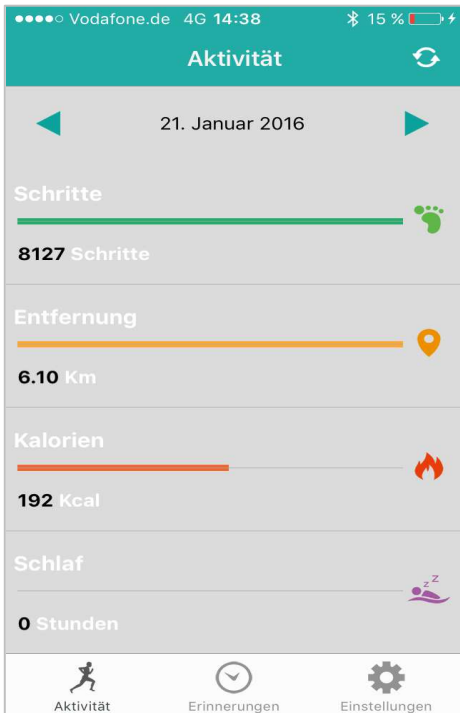 Vodafone.de 4G 14:38 15 %
Aktivität
21. Januar 2016
Schritte
8127 Schritte
Entfernung
6.10 Km
Kalorien
192 Kcal
Schlaf
z Z
0 Stunden
Aktivität Erinnerungen Einstellungen